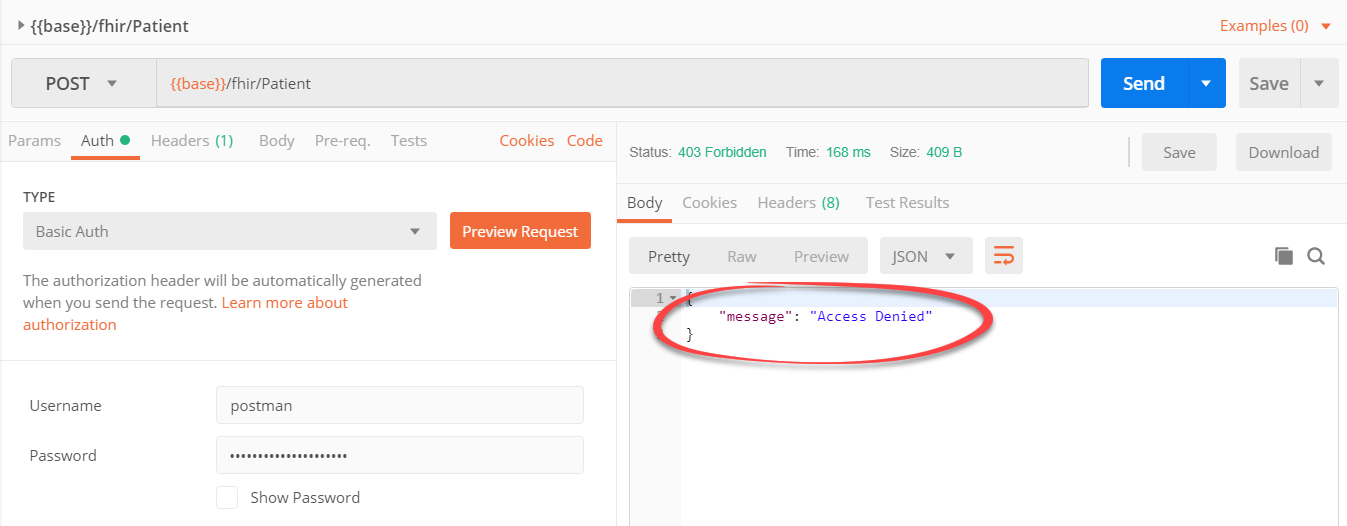 {{base}}/fhir/Patient
Examples (0)
POST
{{base}}/fhir/Patient
Send
Save
Params Auth Headers (1) Body Pre-req. Tests Cookies Code
TYPE
Basic Auth
Preview Request
The authorization header will be automatically generated
when you send the request. Learn more about
authorization
Username
postman
Password
•••••••••••••••••••••
Show Password
Status: 403 Forbidden Time: 168 ms Size: 409 B
Save
Download
Body Cookies Headers (8) Test Results
Pretty Raw Preview
JSON
1 {
"message": "Access Denied"
}